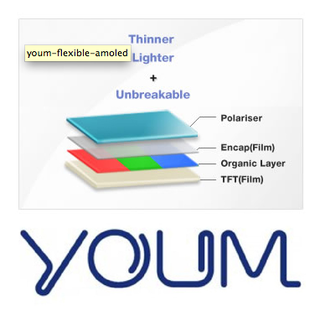 Thinner
youm-flexible-amoled
Lighter
+
Unbreakable
Polariser
Encap(Film)
Organic Layer
TFT(Film)
YOUM